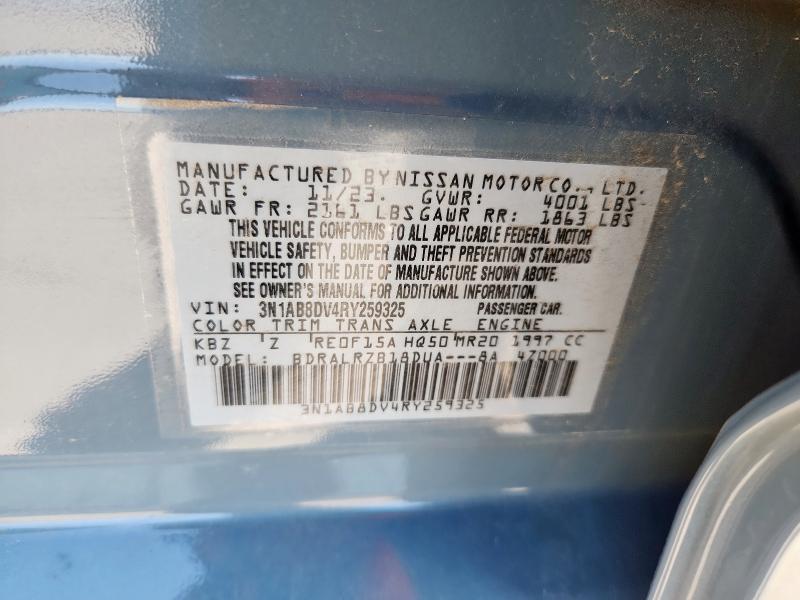 MANUFACTURED BY NISSAN MOTOR CO., LTD.
DATE: 11/23. GVWR: 4001 LBS
GAWR FR: 2161 LBS GAWR RR: 1863 LBS
THIS VEHICLE CONFORMS TO ALL APPLICABLE FEDERAL MOTOR
VEHICLE SAFETY, BUMPER AND THEFT PREVENTION STANDARDS
IN EFFECT ON THE DATE OF MANUFACTURE SHOWN ABOVE.
SEE OWNER'S MANUAL FOR ADDITIONAL INFORMATION.
VIN: 3N1AB8DV4RY259325 PASSENGER CAR.
COLOR TRIM TRANS AXLE ENGINE
KBZ Z RE0F15A HQ50 MR20 1997 CC
MODEL: BDRALRZB18DUA---8A 47000
3N1AB8DV4RY259325